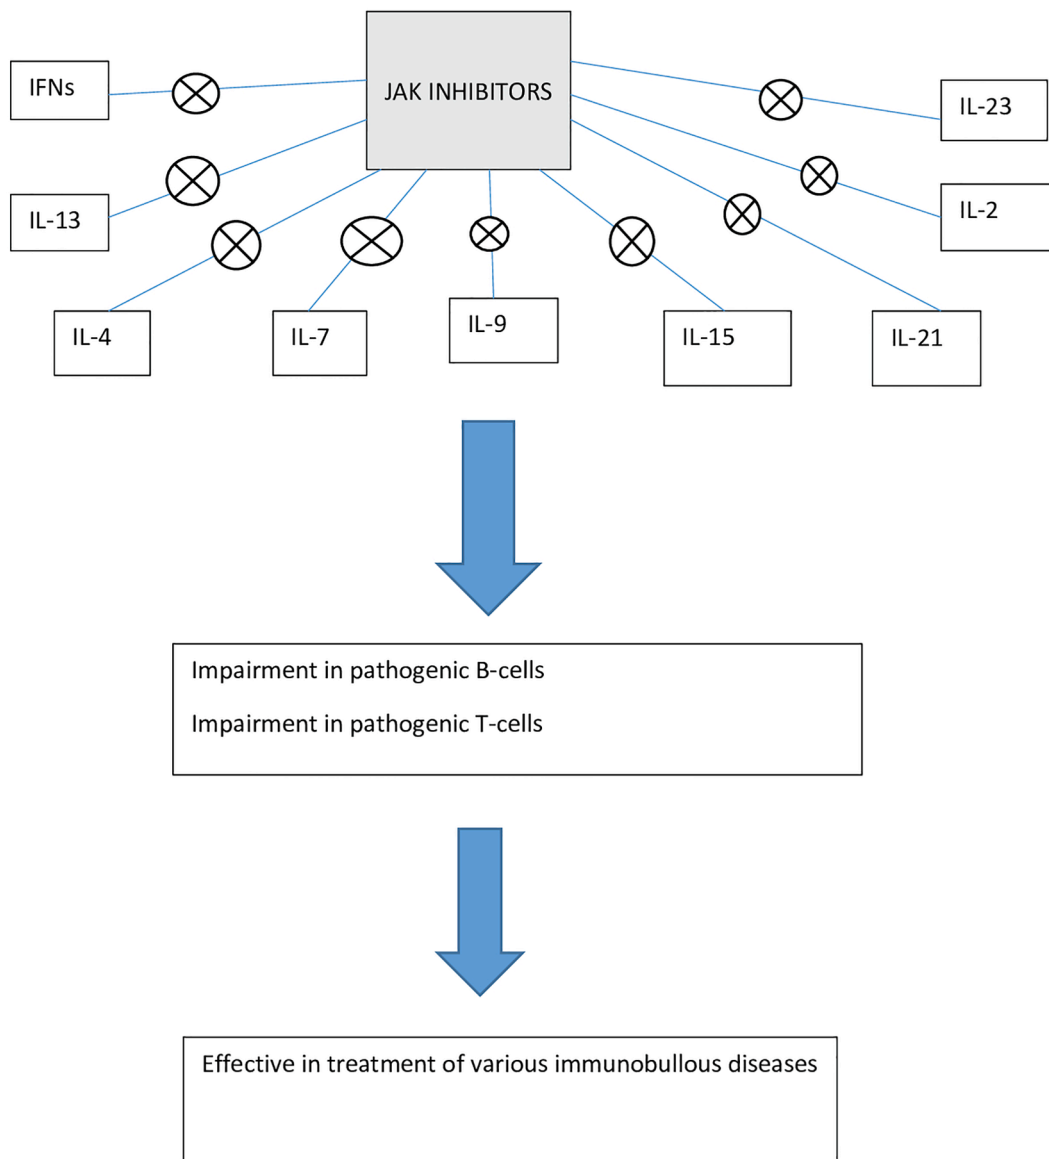 JAK INHIBITORS
IFNs
IL-23
IL-13
IL-2
IL-4
IL-7
IL-9
IL-15
IL-21
Impairment in pathogenic B-cells
Impairment in pathogenic T-cells
Effective in treatment of various immunobullous diseases